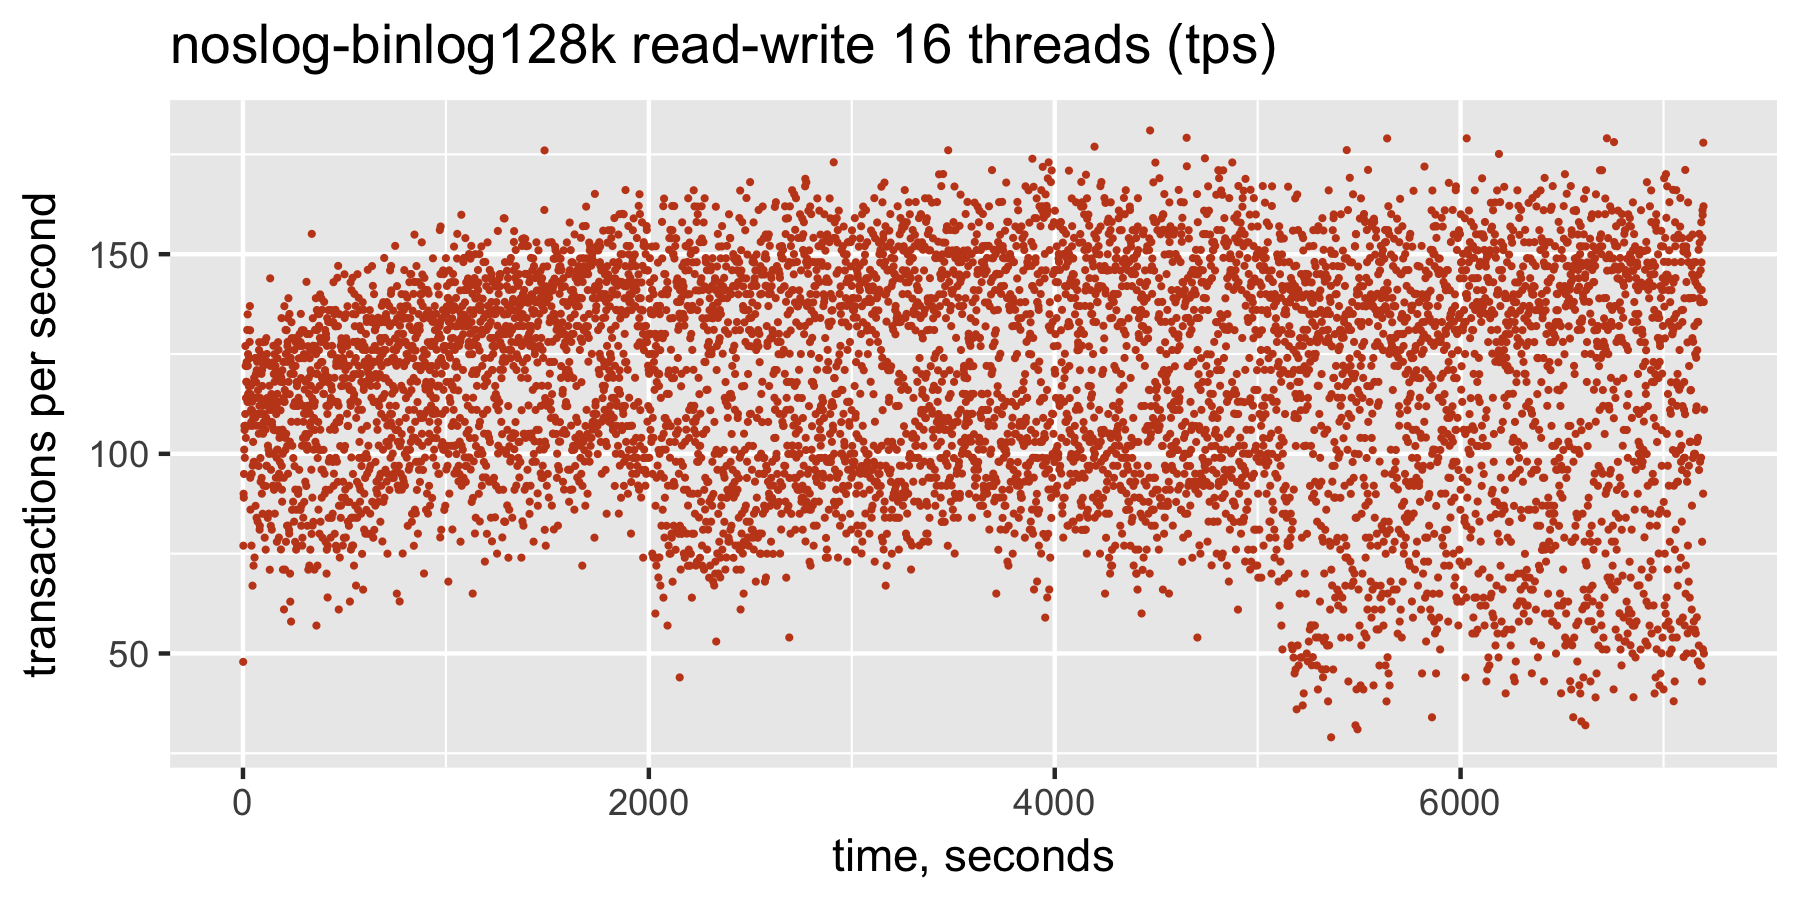 noslog-binlog128k read-write 16 threads (tps)
transactions per second
150
100
50
0 2000 4000 6000
time, seconds